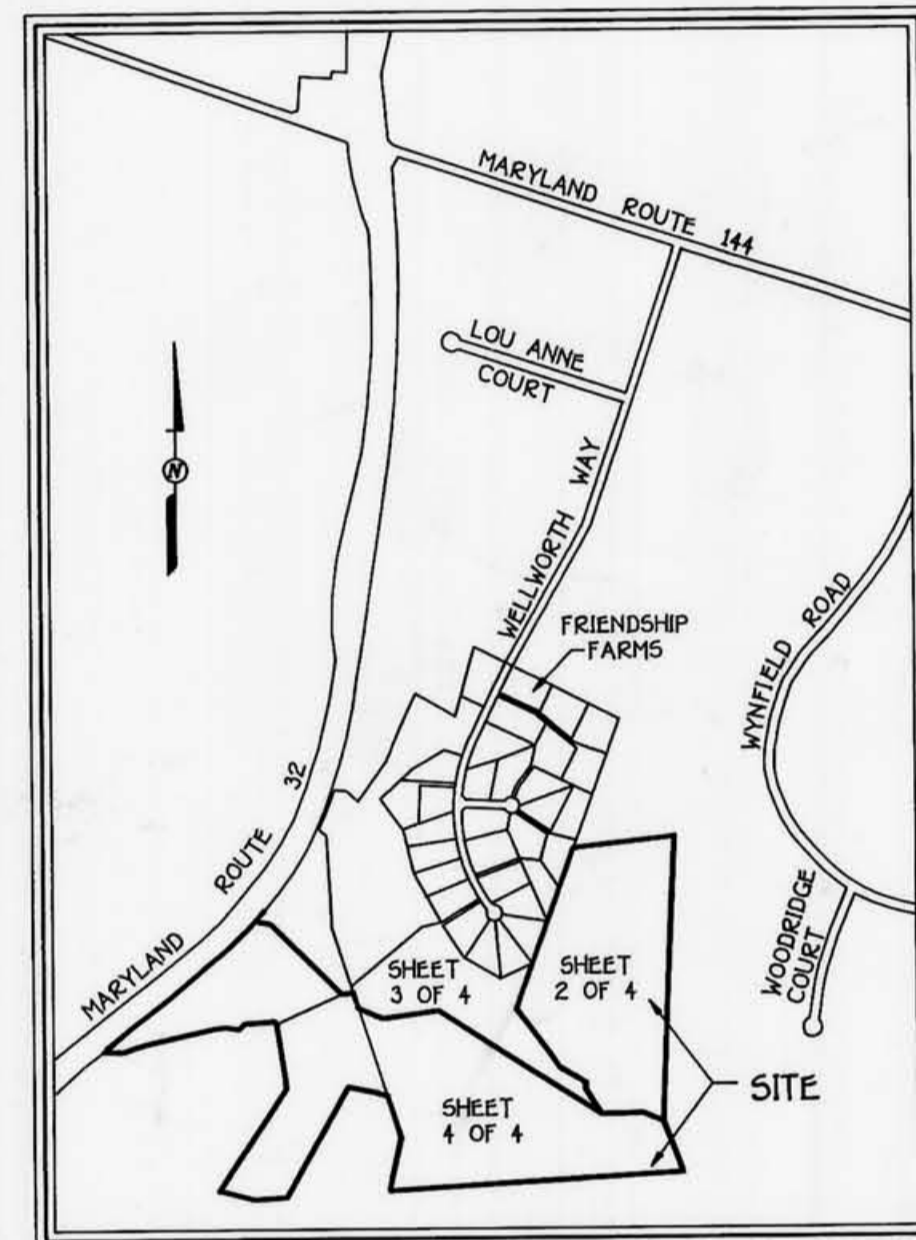 MARYLAND ROUTE 144
LOU ANNE
COURT
N
WELLWORTH WAY
FRIENDSHIP
FARMS
WYNFIELD ROAD
MARYLAND ROUTE 32
WOODRIDGE
COURT
SHEET
3 OF 4
SHEET
2 OF 4
SITE
SHEET
4 OF 4